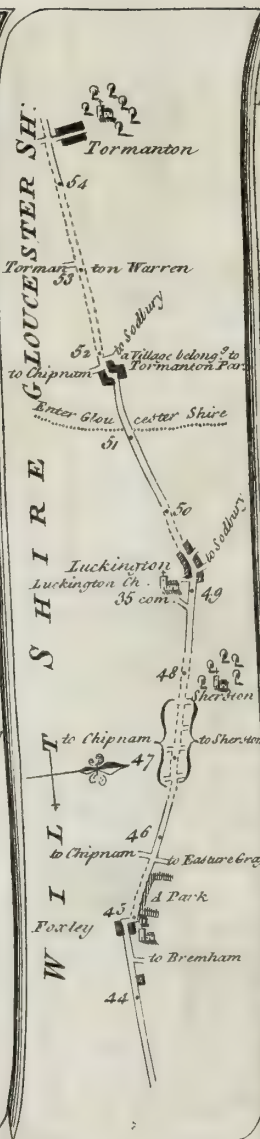 Tormanton
54
Torman ton Warren
53
52
to Sodbury
a Village belong.g to
Tormanton Par
to Chipnam
Enter Glou cester Shire
51
50
to Sodbury
Luckington
Luckington Ch.
49
35 com.
48
Sherston
to Chipnam
to Sherston
47
46
to Chipnam
to Easture Gra
A Park
45
Foxley
to Bremham
44
GLOUCESTER SH:
WILT SHIRE